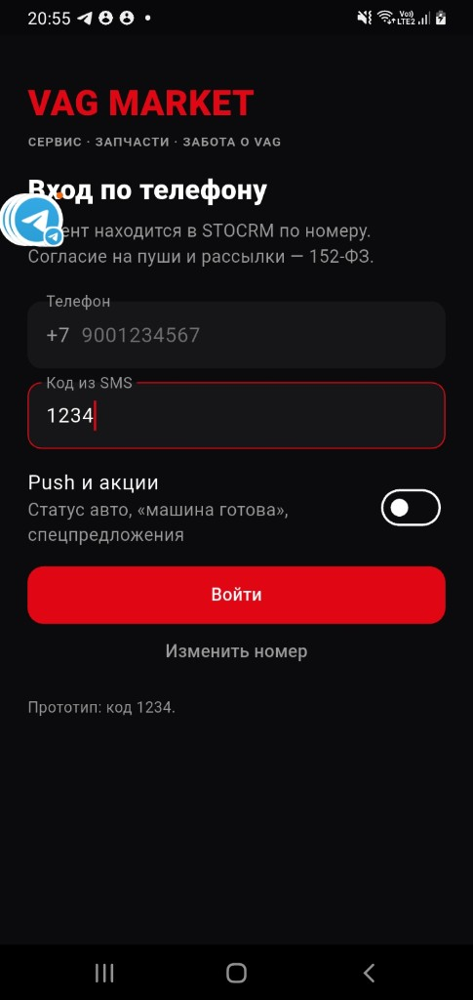 20:55
Vo))
LTE2
VAG MARKET
СЕРВИС · ЗАПЧАСТИ · ЗАБОТА О VAG
Вход по телефону
находится в STOCRM по номеру.
Согласие на пуши и рассылки — 152-ФЗ.
Телефон
+7 9001234567
Код из SMS
1234
Push и акции
Статус авто, «машина готова»,
спецпредложения
Войти
Изменить номер
Прототип: код 1234.